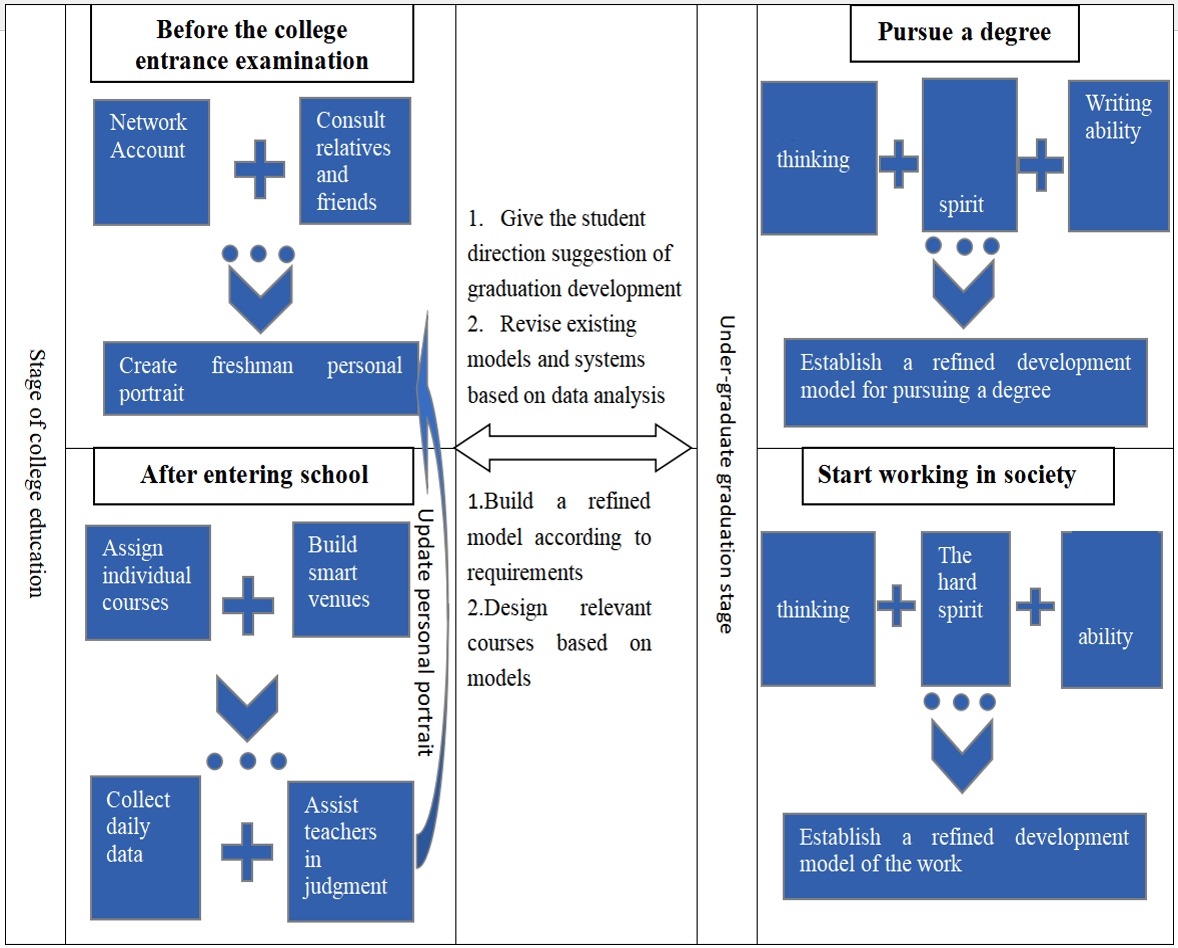 Stage of college education
Before the college
entrance examination
Network
Account
Consult
relatives
and
friends
Create freshman personal
portrait
After entering school
Assign
individual
courses
Build
smart
venues
Collect
daily
data
Assist
teachers
in
judgment
Update personal portrait
1. Give the student
direction suggestion of
graduation development
2. Revise existing
models and systems
based on data analysis
1.Build a refined
model according to
requirements
2.Design relevant
courses based on
models
Under-graduate graduation stage
Pursue a degree
thinking
spirit
Writing
ability
Establish a refined development
model for pursuing a degree
Start working in society
thinking
The
hard
spirit
ability
Establish a refined development
model of the work